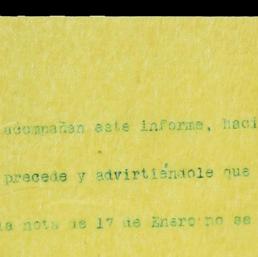 acompañan este informe, haci
precede y advirtiéndole que
la nota de 17 de Enero no se